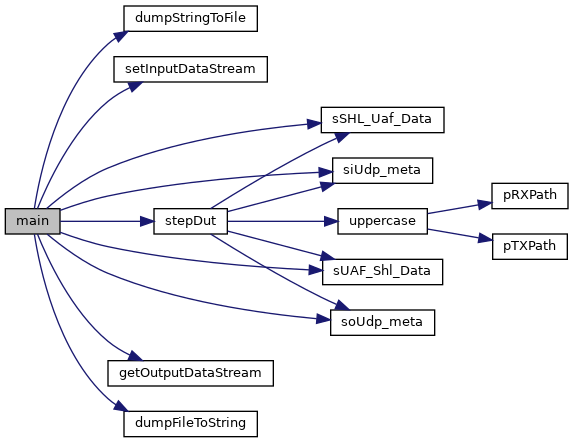 dumpStringToFile
setInputDataStream
sSHL_Uaf_Data
siUdp_meta
pRXPath
main
stepDut
uppercase
pTXPath
sUAF_Shl_Data
soUdp_meta
getOutputDataStream
dumpFileToString